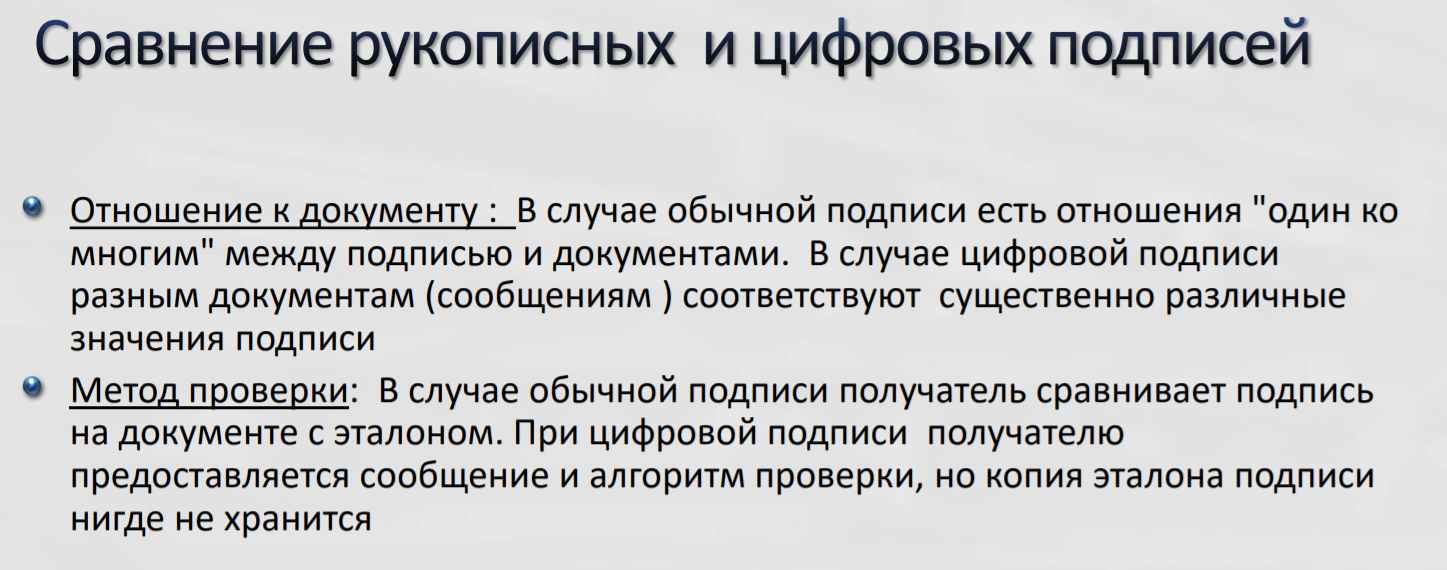 Сравнение рукописных и цифровых подписей
Отношение к документу : В случае обычной подписи есть отношения "один ко
многим" между подписью и документами. В случае цифровой подписи
разным документам (сообщениям ) соответствуют существенно различные
значения подписи
Метод проверки: В случае обычной подписи получатель сравнивает подпись
на документе с эталоном. При цифровой подписи получателю
предоставляется сообщение и алгоритм проверки, но копия эталона подписи
нигде не хранится